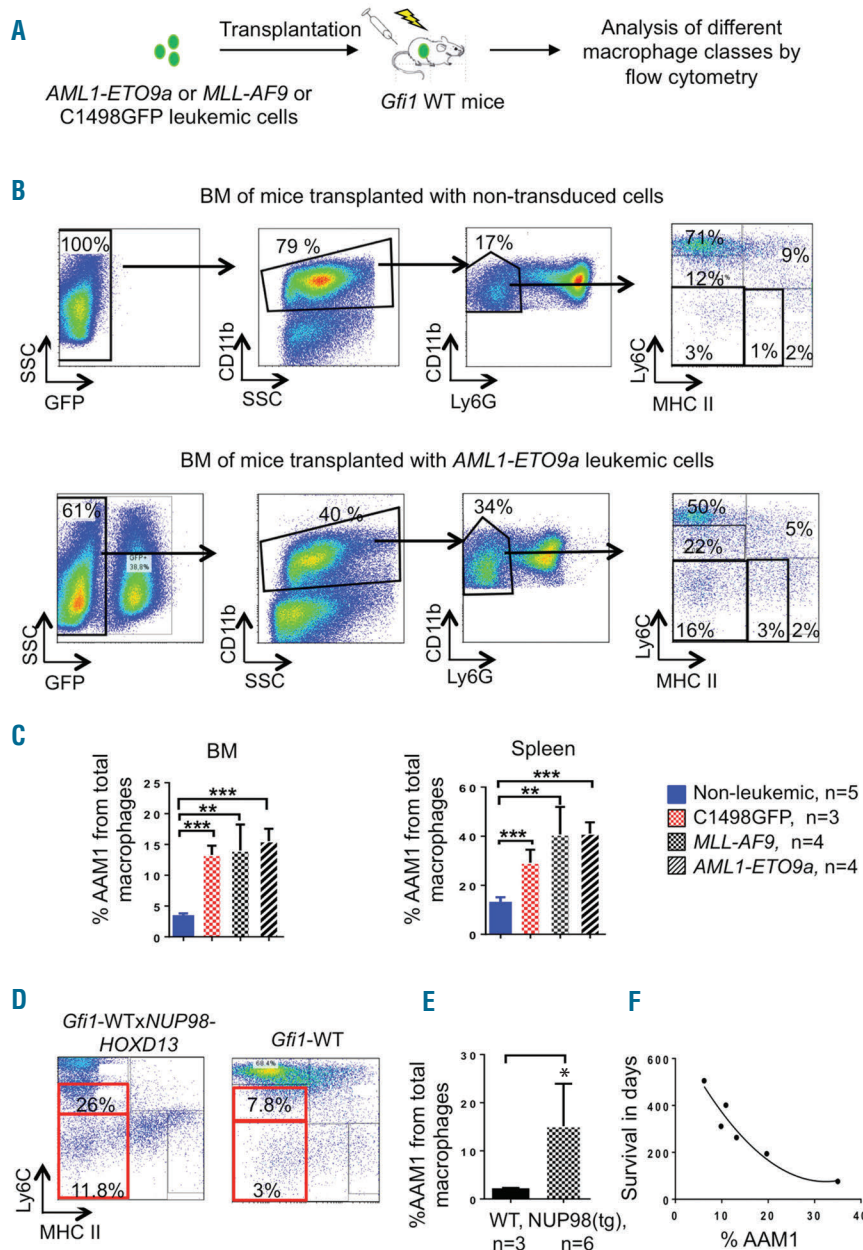 A
Transplantation
AML1-ETO9a or MLL-AF9 or
C1498GFP leukemic cells
Gfi1 WT mice
Analysis of different
macrophage classes by
flow cytometry
B
BM of mice transplanted with non-transduced cells
100%
SSC
GFP
79 %
CD11b
SSC
17%
CD11b
Ly6G
71%
9%
12%
3%
1%
2%
Ly6C
MHC II
BM of mice transplanted with AML1-ETO9a leukemic cells
61%
GFP+
SSC
GFP
40 %
CD11b
SSC
34%
CD11b
Ly6G
50%
5%
22%
16%
3%
2%
Ly6C
MHC II
C
BM
% AAM1 from total
macrophages
25
20
15
10
5
0
***
**
***
Spleen
% AAM1 from total
macrophages
60
40
20
0
***
**
***
Non-leukemic, n=5
C1498GFP, n=3
MLL-AF9, n=4
AML1-ETO9a, n=4
D
Gfi1-WTxNUP98-
HOXD13
26%
11.8%
Ly6C
MHC II
Gfi1-WT
68.4%
7.8%
3%
E
%AAM1 from total
macrophages
30
20
10
0
*
WT, NUP98(tg),
n=3 n=6
F
Survival in days
600
400
200
0
0 10 20 30 40
% AAM1